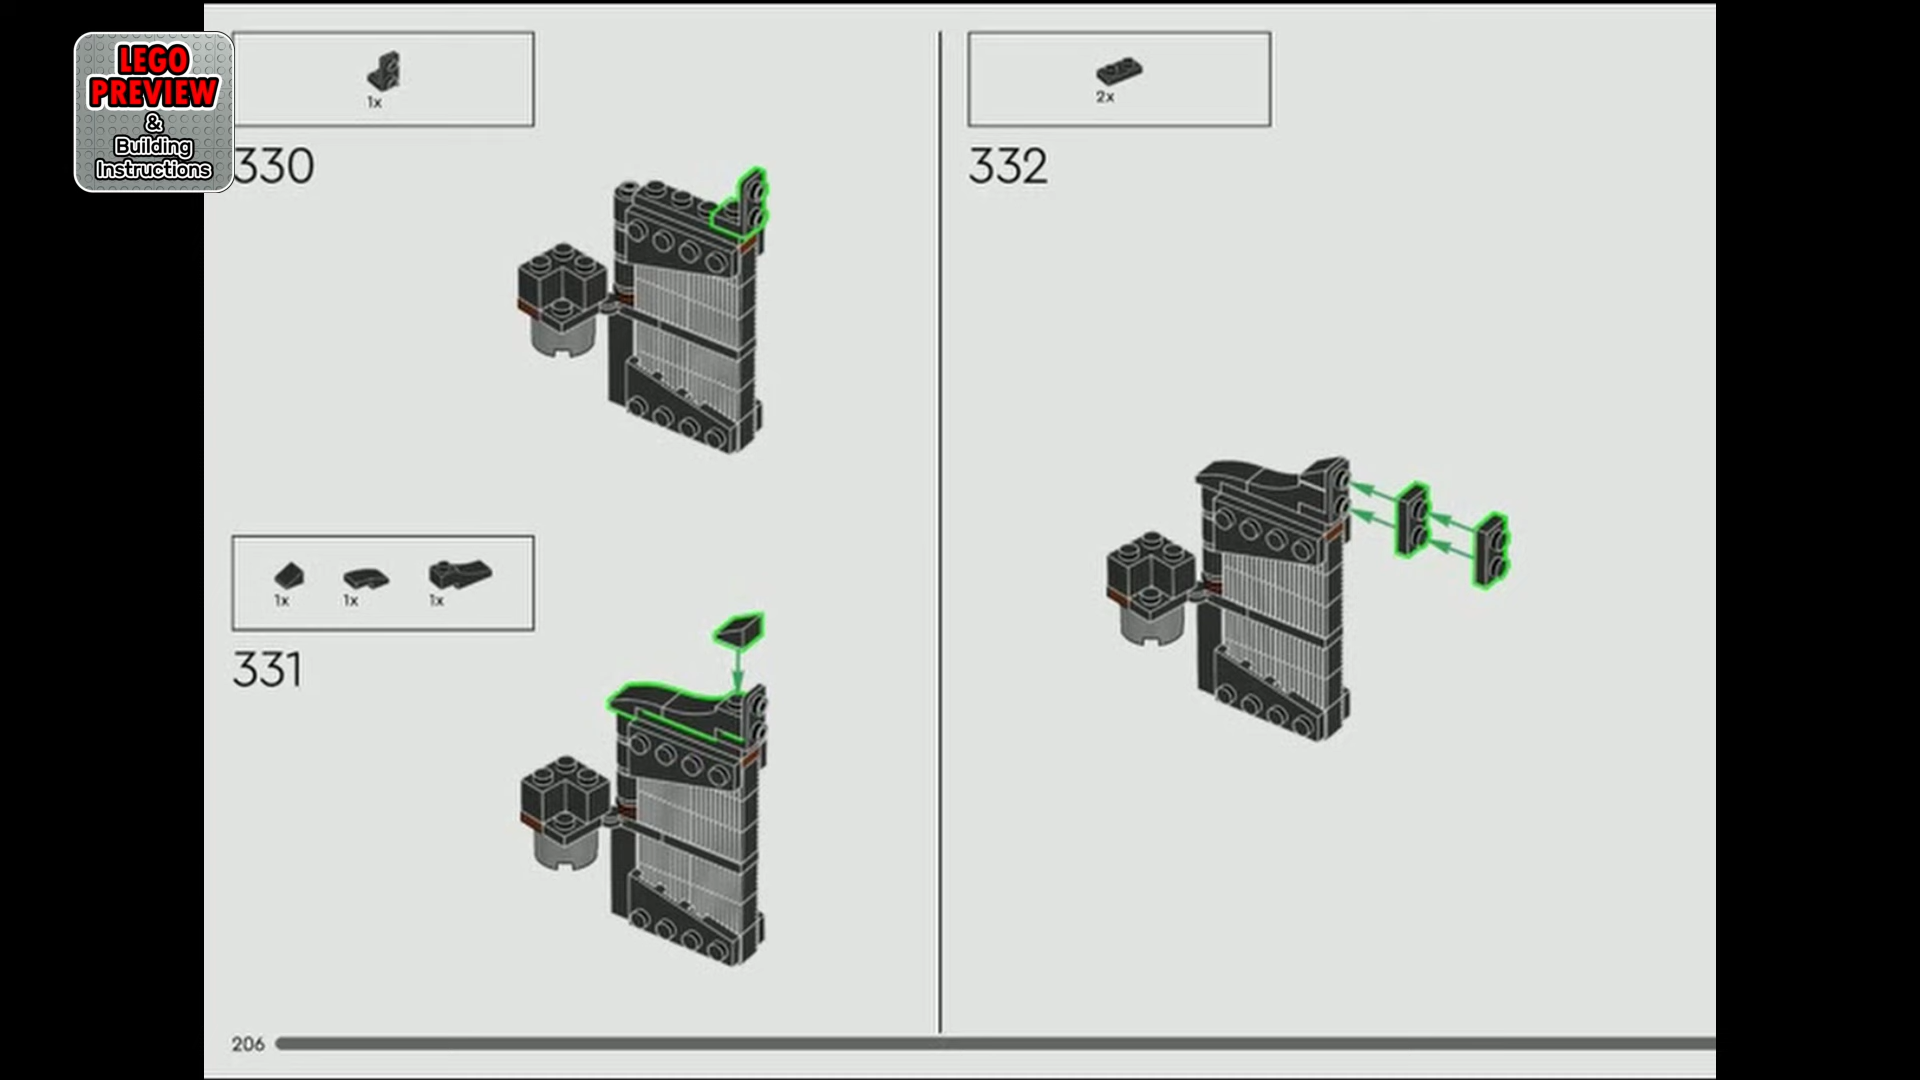 LEGO
PREVIEW
&
Building
Instructions
1x
330
1x 1x 1x
331
2x
332
206